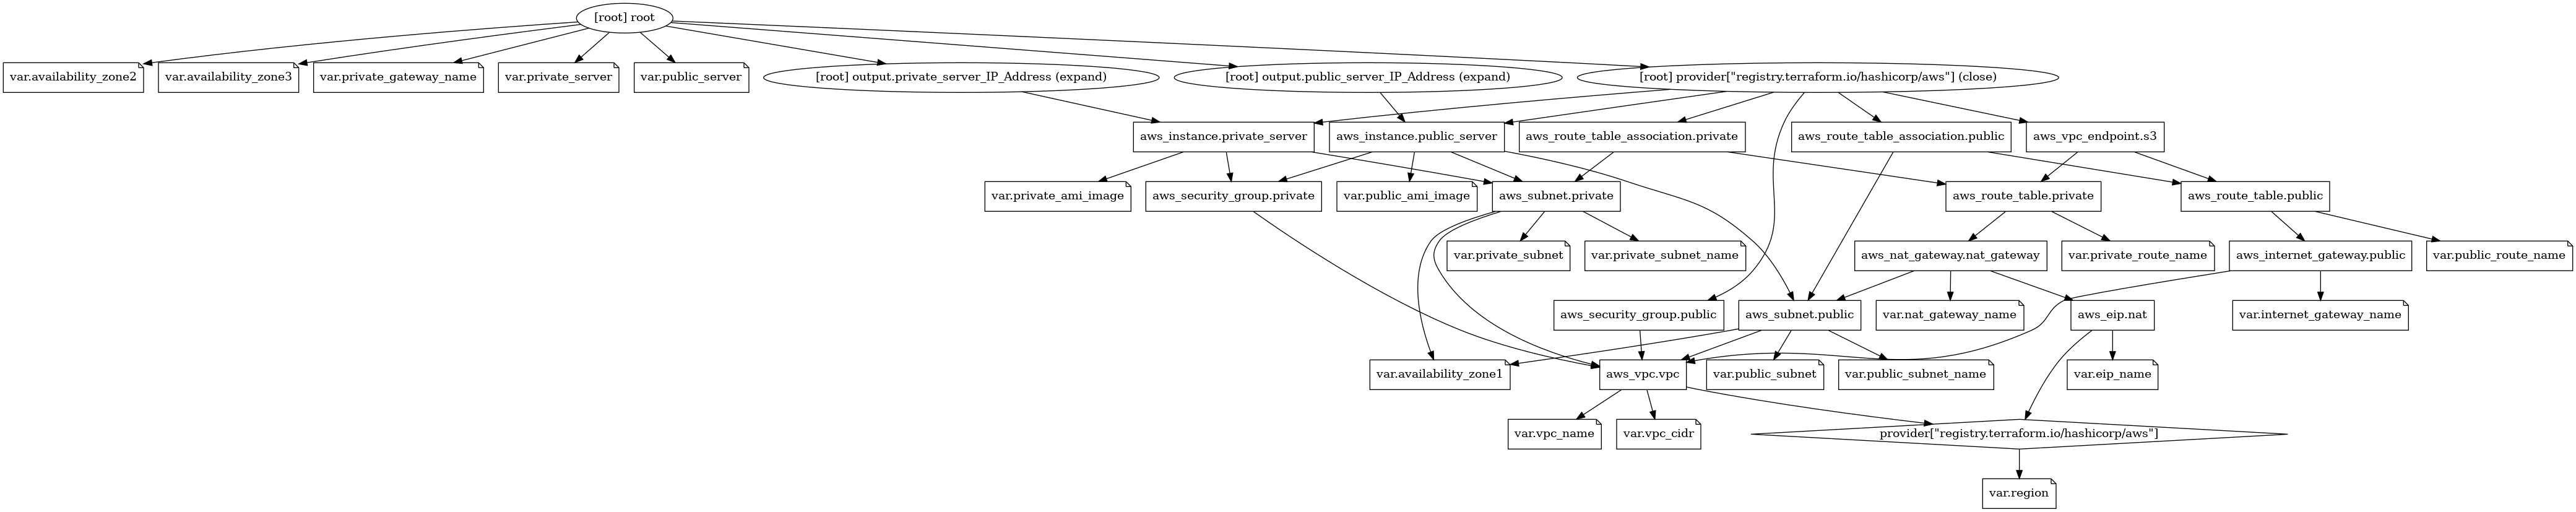 [root] root
var.availability_zone2
var.availability_zone3
var.private_gateway_name
var.private_server
var.public_server
[root] output.private_server_IP_Address (expand)
[root] output.public_server_IP_Address (expand)
[root] provider["registry.terraform.io/hashicorp/aws"] (close)
aws_instance.private_server
aws_instance.public_server
aws_route_table_association.private
aws_route_table_association.public
aws_vpc_endpoint.s3
var.private_ami_image
aws_security_group.private
var.public_ami_image
aws_subnet.private
aws_route_table.private
aws_route_table.public
var.private_subnet
var.private_subnet_name
aws_nat_gateway.nat_gateway
var.private_route_name
aws_internet_gateway.public
var.public_route_name
aws_security_group.public
aws_subnet.public
var.nat_gateway_name
aws_eip.nat
var.internet_gateway_name
var.availability_zone1
aws_vpc.vpc
var.public_subnet
var.public_subnet_name
var.eip_name
var.vpc_name
var.vpc_cidr
provider["registry.terraform.io/hashicorp/aws"]
var.region